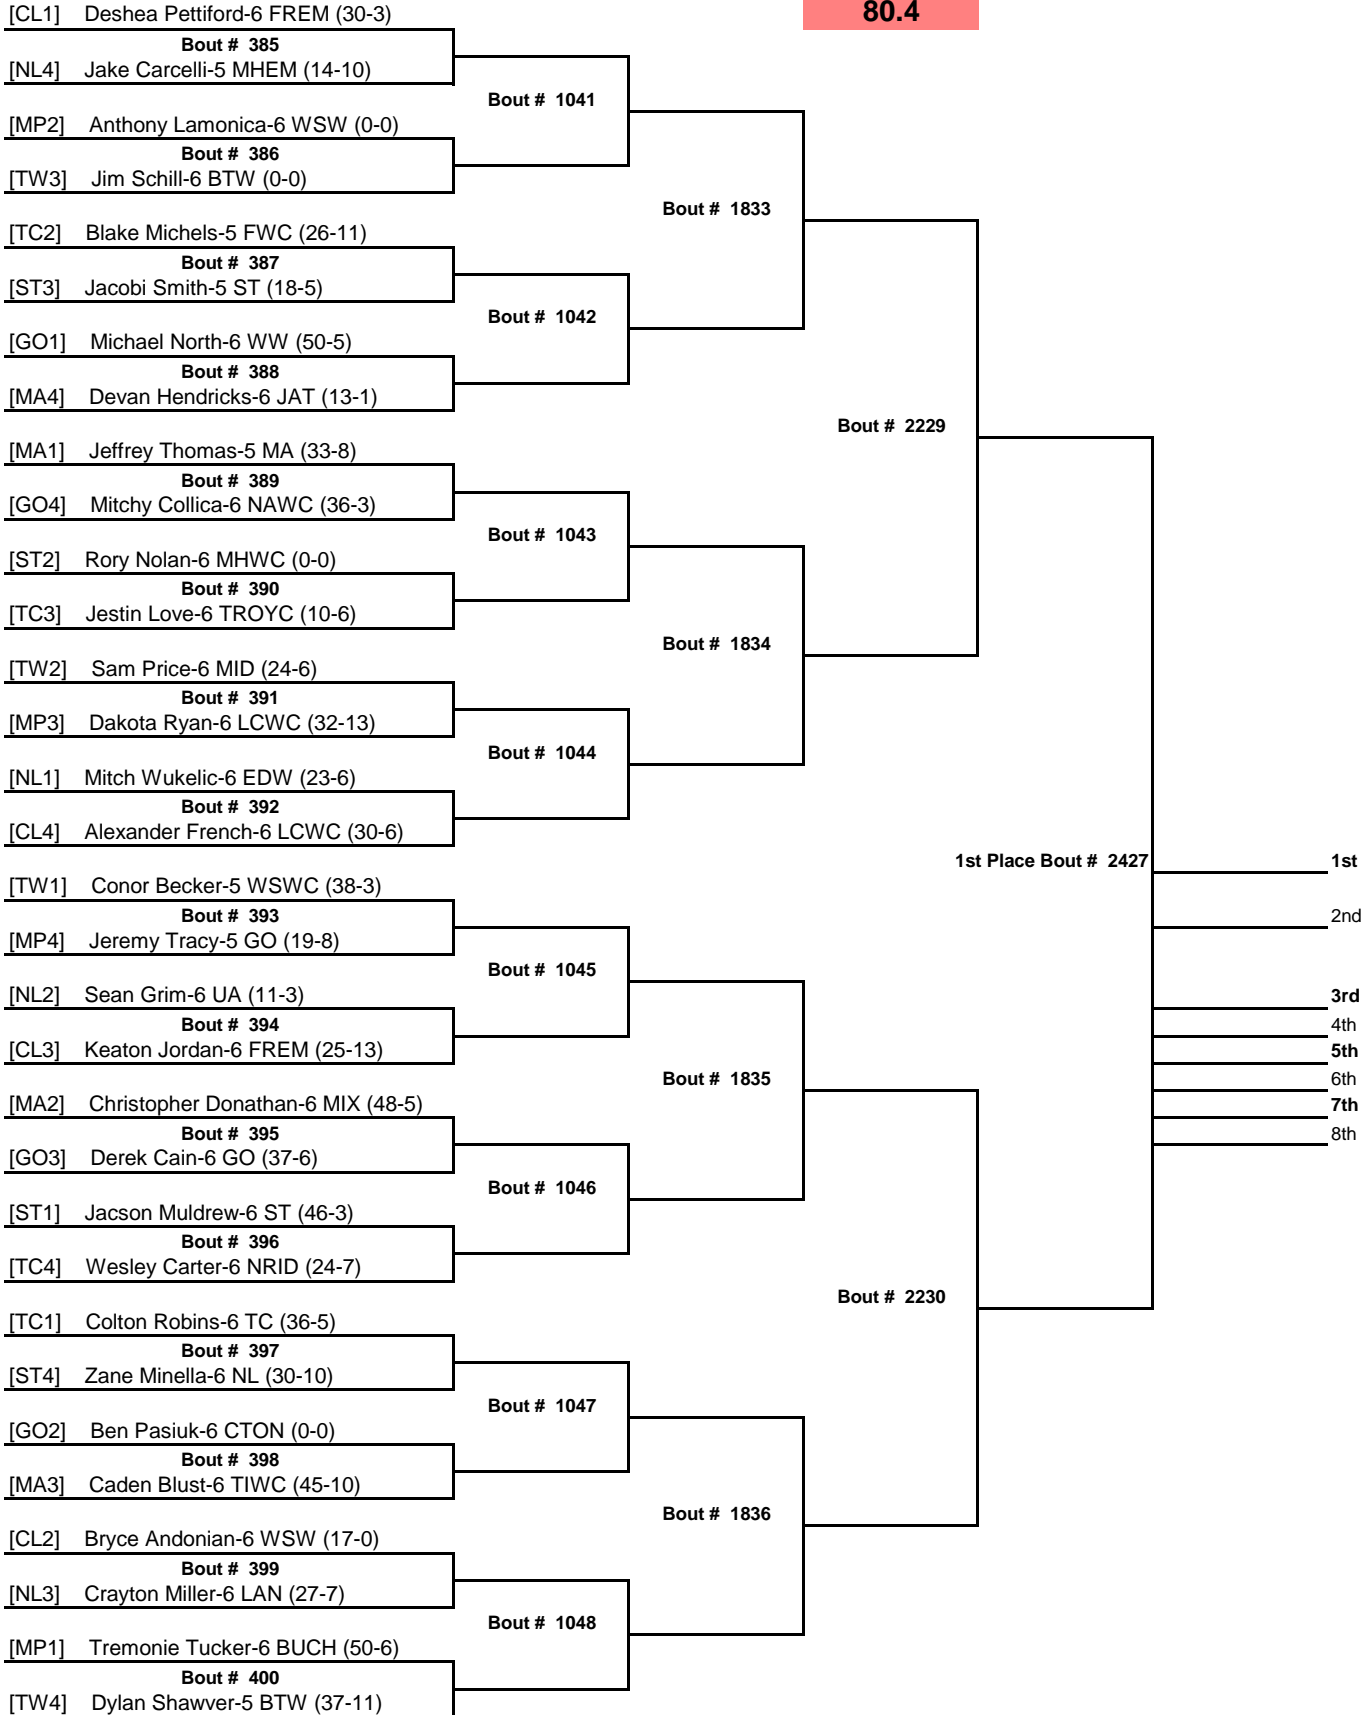 [CL1] Deshea Pettiford-6 FREM (30-3)
80.4
Bout # 385
[NL4] Jake Carcelli-5 MHEM (14-10)
Bout # 1041
[MP2] Anthony Lamonica-6 WSW (0-0)
Bout # 386
[TW3] Jim Schill-6 BTW (0-0)
Bout # 1833
[TC2] Blake Michels-5 FWC (26-11)
Bout # 387
[ST3] Jacobi Smith-5 ST (18-5)
Bout # 1042
[GO1] Michael North-6 WW (50-5)
Bout # 388
[MA4] Devan Hendricks-6 JAT (13-1)
Bout # 2229
[MA1] Jeffrey Thomas-5 MA (33-8)
Bout # 389
[GO4] Mitchy Collica-6 NAWC (36-3)
Bout # 1043
[ST2] Rory Nolan-6 MHWC (0-0)
Bout # 390
[TC3] Jestin Love-6 TROYC (10-6)
Bout # 1834
[TW2] Sam Price-6 MID (24-6)
Bout # 391
[MP3] Dakota Ryan-6 LCWC (32-13)
Bout # 1044
[NL1] Mitch Wukelic-6 EDW (23-6)
Bout # 392
[CL4] Alexander French-6 LCWC (30-6)
1st Place Bout # 2427
1st
[TW1] Conor Becker-5 WSWC (38-3)
Bout # 393
2nd
[MP4] Jeremy Tracy-5 GO (19-8)
Bout # 1045
[NL2] Sean Grim-6 UA (11-3)
3rd
Bout # 394
4th
[CL3] Keaton Jordan-6 FREM (25-13)
5th
Bout # 1835
6th
[MA2] Christopher Donathan-6 MIX (48-5)
7th
Bout # 395
8th
[GO3] Derek Cain-6 GO (37-6)
Bout # 1046
[ST1] Jacson Muldrew-6 ST (46-3)
Bout # 396
[TC4] Wesley Carter-6 NRID (24-7)
Bout # 2230
[TC1] Colton Robins-6 TC (36-5)
Bout # 397
[ST4] Zane Minella-6 NL (30-10)
Bout # 1047
[GO2] Ben Pasiuk-6 CTON (0-0)
Bout # 398
[MA3] Caden Blust-6 TIWC (45-10)
Bout # 1836
[CL2] Bryce Andonian-6 WSW (17-0)
Bout # 399
[NL3] Crayton Miller-6 LAN (27-7)
Bout # 1048
[MP1] Tremonie Tucker-6 BUCH (50-6)
Bout # 400
[TW4] Dylan Shawver-5 BTW (37-11)